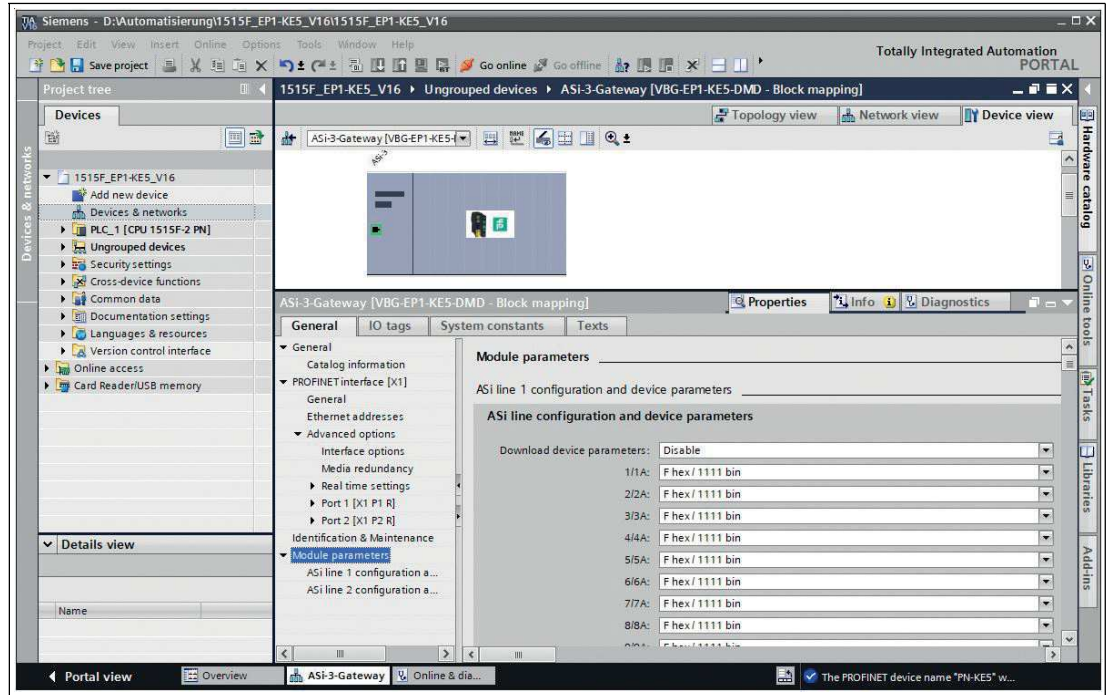 Siemens - D:\Automatisierung\1515F_EP1-KE5_V16\1515F_EP1-KE5_V16
Project Edit View Insert Online Options Tools Window Help
Totally Integrated Automation
PORTAL
Save project
Go online
Go offline
Project tree
1515F_EP1-KE5_V16 ▸ Ungrouped devices ▸ ASi-3-Gateway [VBG-EP1-KE5-DMD - Block mapping]
Devices
Topology view
Network view
Device view
ASi-3-Gateway [VBG-EP1-KE5-
ASi-3
1515F_EP1-KE5_V16
Add new device
Devices & networks
PLC_1 [CPU 1515F-2 PN]
Ungrouped devices
Security settings
Cross-device functions
Common data
Documentation settings
Languages & resources
Version control interface
Online access
Card Reader/USB memory
Details view
Name
Devices & networks
ASi-3-Gateway [VBG-EP1-KE5-DMD - Block mapping]
Properties
Info
Diagnostics
General
IO tags
System constants
Texts
General
Catalog information
PROFINET interface [X1]
General
Ethernet addresses
Advanced options
Interface options
Media redundancy
Real time settings
Port 1 [X1 P1 R]
Port 2 [X1 P2 R]
Identification & Maintenance
Module parameters
ASi line 1 configuration a...
ASi line 2 configuration a...
Module parameters
ASi line 1 configuration and device parameters
ASi line configuration and device parameters
Download device parameters: Disable
1/1A: F hex / 1111 bin
2/2A: F hex / 1111 bin
3/3A: F hex / 1111 bin
4/4A: F hex / 1111 bin
5/5A: F hex / 1111 bin
6/6A: F hex / 1111 bin
7/7A: F hex / 1111 bin
8/8A: F hex / 1111 bin
Hardware catalog
Online tools
Tasks
Libraries
Add-ins
Portal view
Overview
ASi-3-Gateway
Online & dia...
The PROFINET device name "PN-KE5" w...